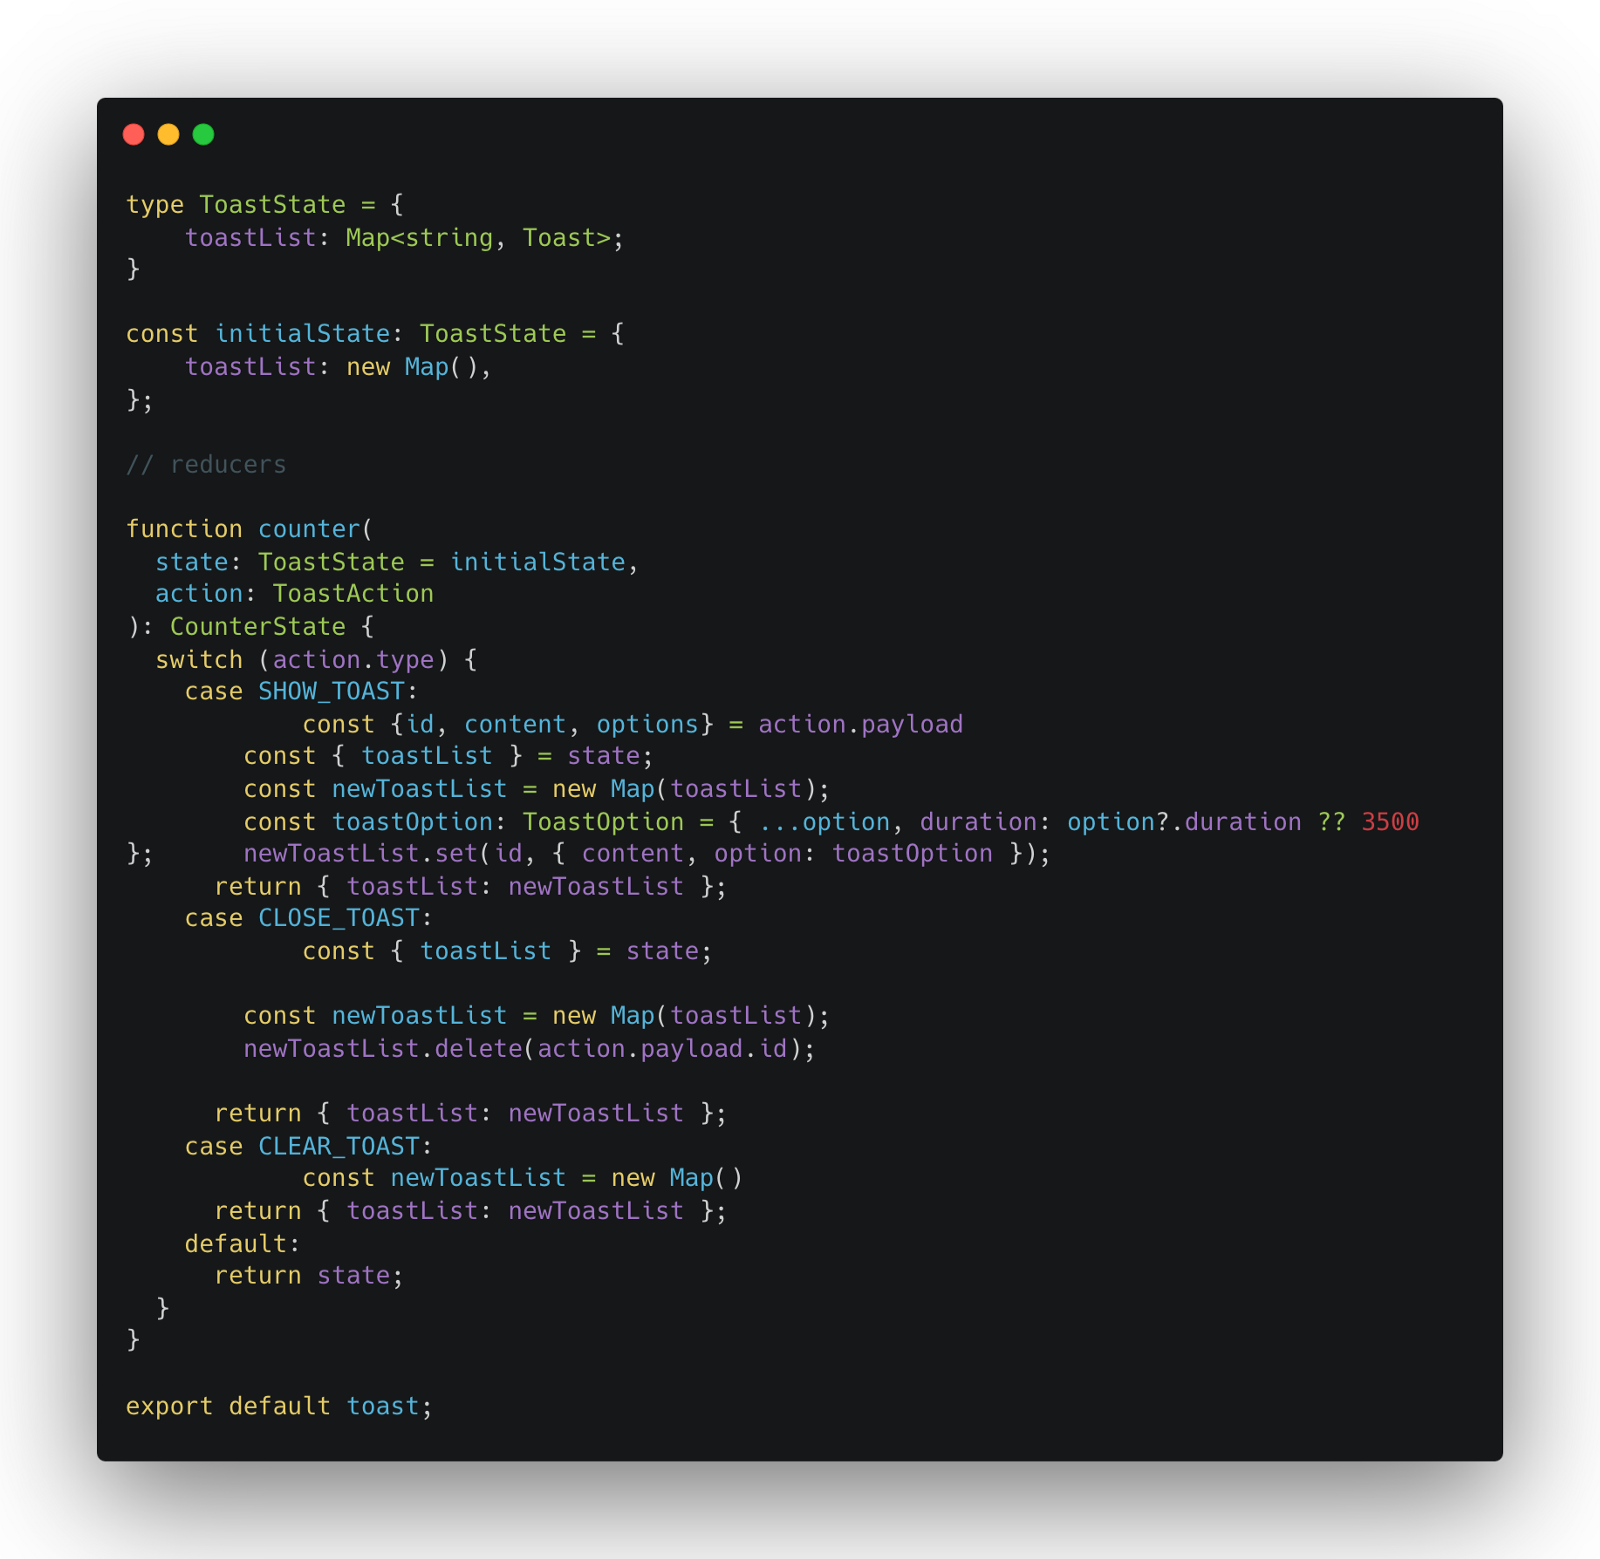 type ToastState = {
    toastList: Map<string, Toast>;
}

const initialState: ToastState = {
    toastList: new Map(),
};

// reducers

function counter(
  state: ToastState = initialState,
  action: ToastAction
): CounterState {
  switch (action.type) {
    case SHOW_TOAST:
            const {id, content, options} = action.payload
        const { toastList } = state;
        const newToastList = new Map(toastList);
        const toastOption: ToastOption = { ...option, duration: option?.duration ?? 3500
};      newToastList.set(id, { content, option: toastOption });
      return { toastList: newToastList };
    case CLOSE_TOAST:
            const { toastList } = state;

        const newToastList = new Map(toastList);
        newToastList.delete(action.payload.id);

      return { toastList: newToastList };
    case CLEAR_TOAST:
            const newToastList = new Map()
      return { toastList: newToastList };
    default:
      return state;
  }
}

export default toast;